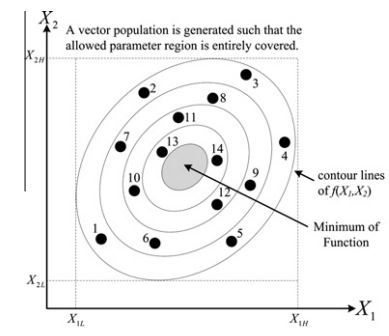 X2
A vector population is generated such that the
allowed parameter region is entirely covered.
X2H
3
2
8
11
7
13
14
4
9
10
contour lines
of f(X1,X2)
12
Minimum of
Function
1
6
5
X2L
X1
X1L
X1H